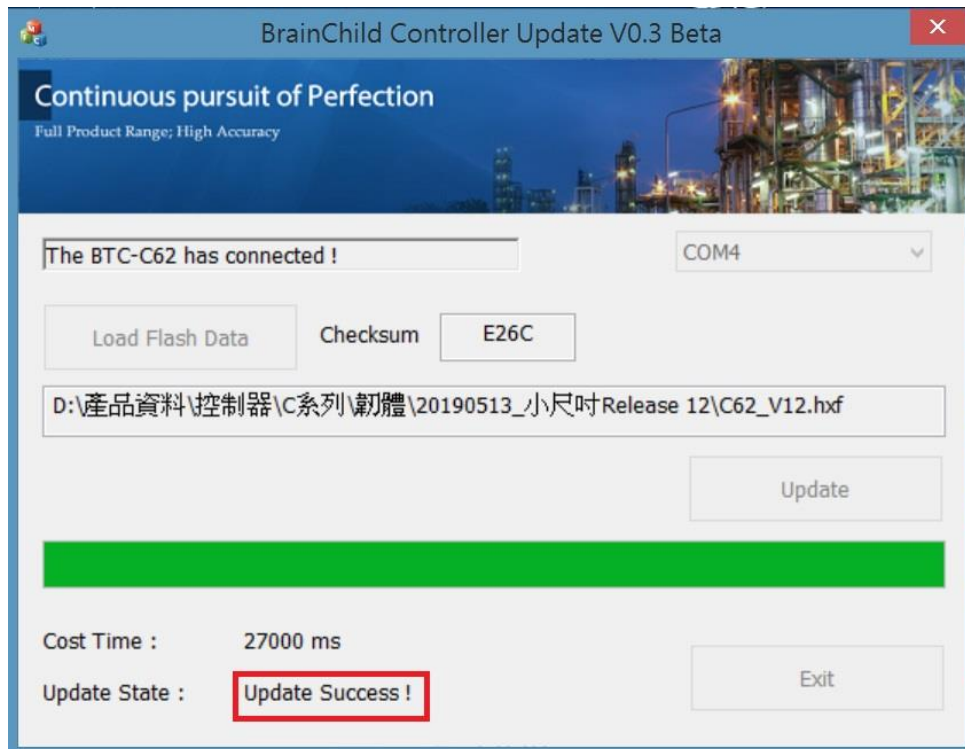 BrainChild Controller Update V0.3 Beta
Continuous pursuit of Perfection
Full Product Range; High Accuracy
The BTC-C62 has connected !
COM4
Load Flash Data
Checksum
E26C
D:\產品資料\控制器\C系列\韌體\20190513_小尺吋Release 12\C62_V12.hxf
Update
Cost Time :
27000 ms
Update State :
Update Success !
Exit